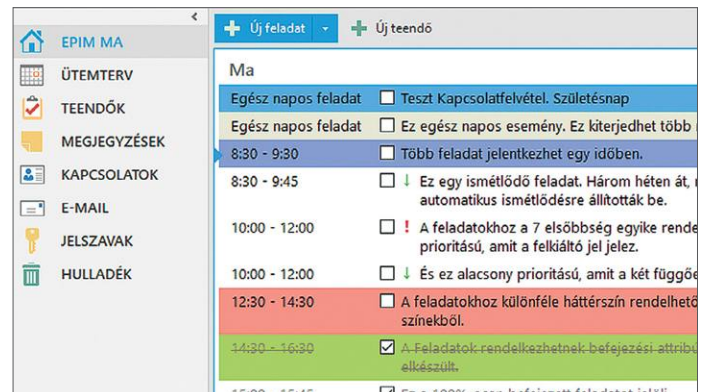 Új feladat
Új teendő
EPIM MA
ÜTEMTERV
TEENDŐK
MEGJEGYZÉSEK
KAPCSOLATOK
E-MAIL
JELSZAVAK
HULLADÉK
Ma
Egész napos feladat Teszt Kapcsolatfelvétel. Születésnap
Egész napos feladat Ez egész napos esemény. Ez kiterjedhet több
8:30 - 9:30 Több feladat jelentkezhet egy időben.
8:30 - 9:45 Ez egy ismétlődő feladat. Három héten át,
automatikus ismétlődésre állították be.
10:00 - 12:00 A feladatokhoz a 7 elsőbbség egyike rende
prioritású, amit a felkiáltó jel jelez.
10:00 - 12:00 És ez alacsony prioritású, amit a két függőe
12:30 - 14:30 A feladatokhoz különféle háttérszín rendelhető
színekből.
14:30 - 16:30 A Feladatok rendelkezhetnek befejezési attribú
elkészült.